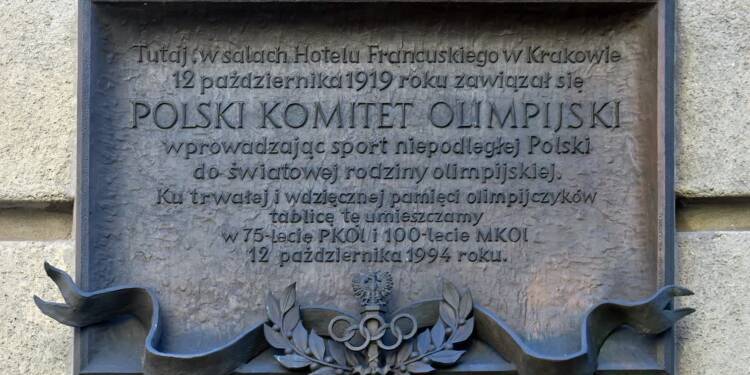 Tutaj, w salach Hotelu Francuskiego w Krakowie
12 października 1919 roku zawiązał się
POLSKI KOMITET OLIMPIJSKI
wprowadzając sport niepodległej Polski
do światowej rodziny olimpijskiej.
Ku trwałej i wdzięcznej pamięci olimpijczyków
tablicę tę umieszczamy
w 75-lecie PKOl i 100-lecie MKOl
12 października 1994 roku.